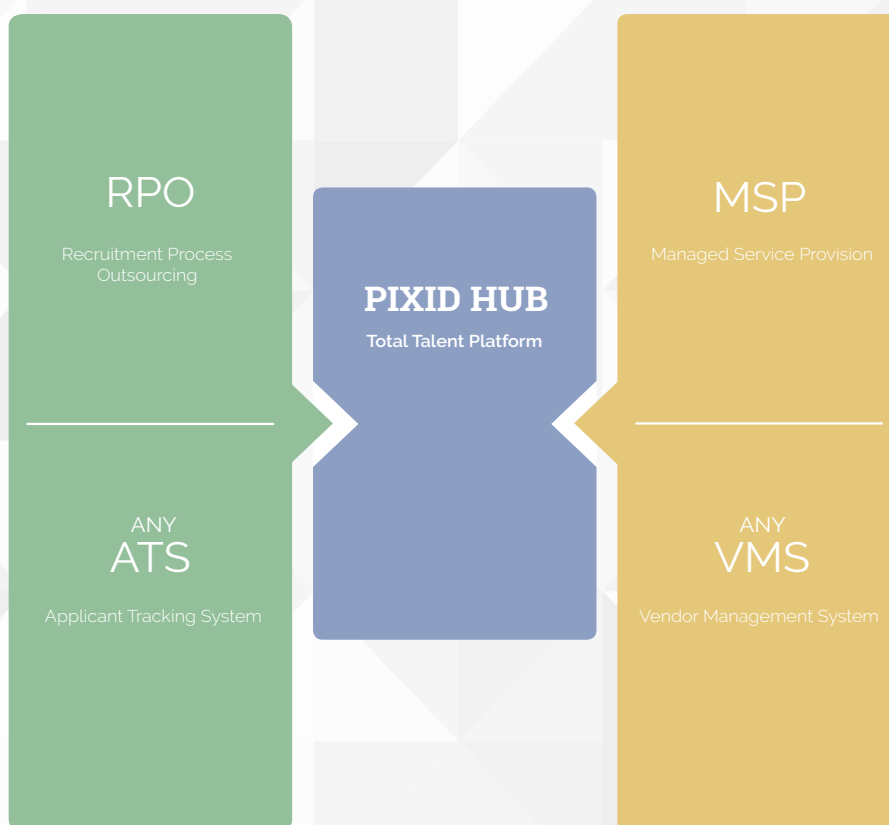 RPO
Recruitment Process
Outsourcing
ANY
ATS
Applicant Tracking System
PIXID HUB
Total Talent Platform
MSP
Managed Service Provision
ANY
VMS
Vendor Management System